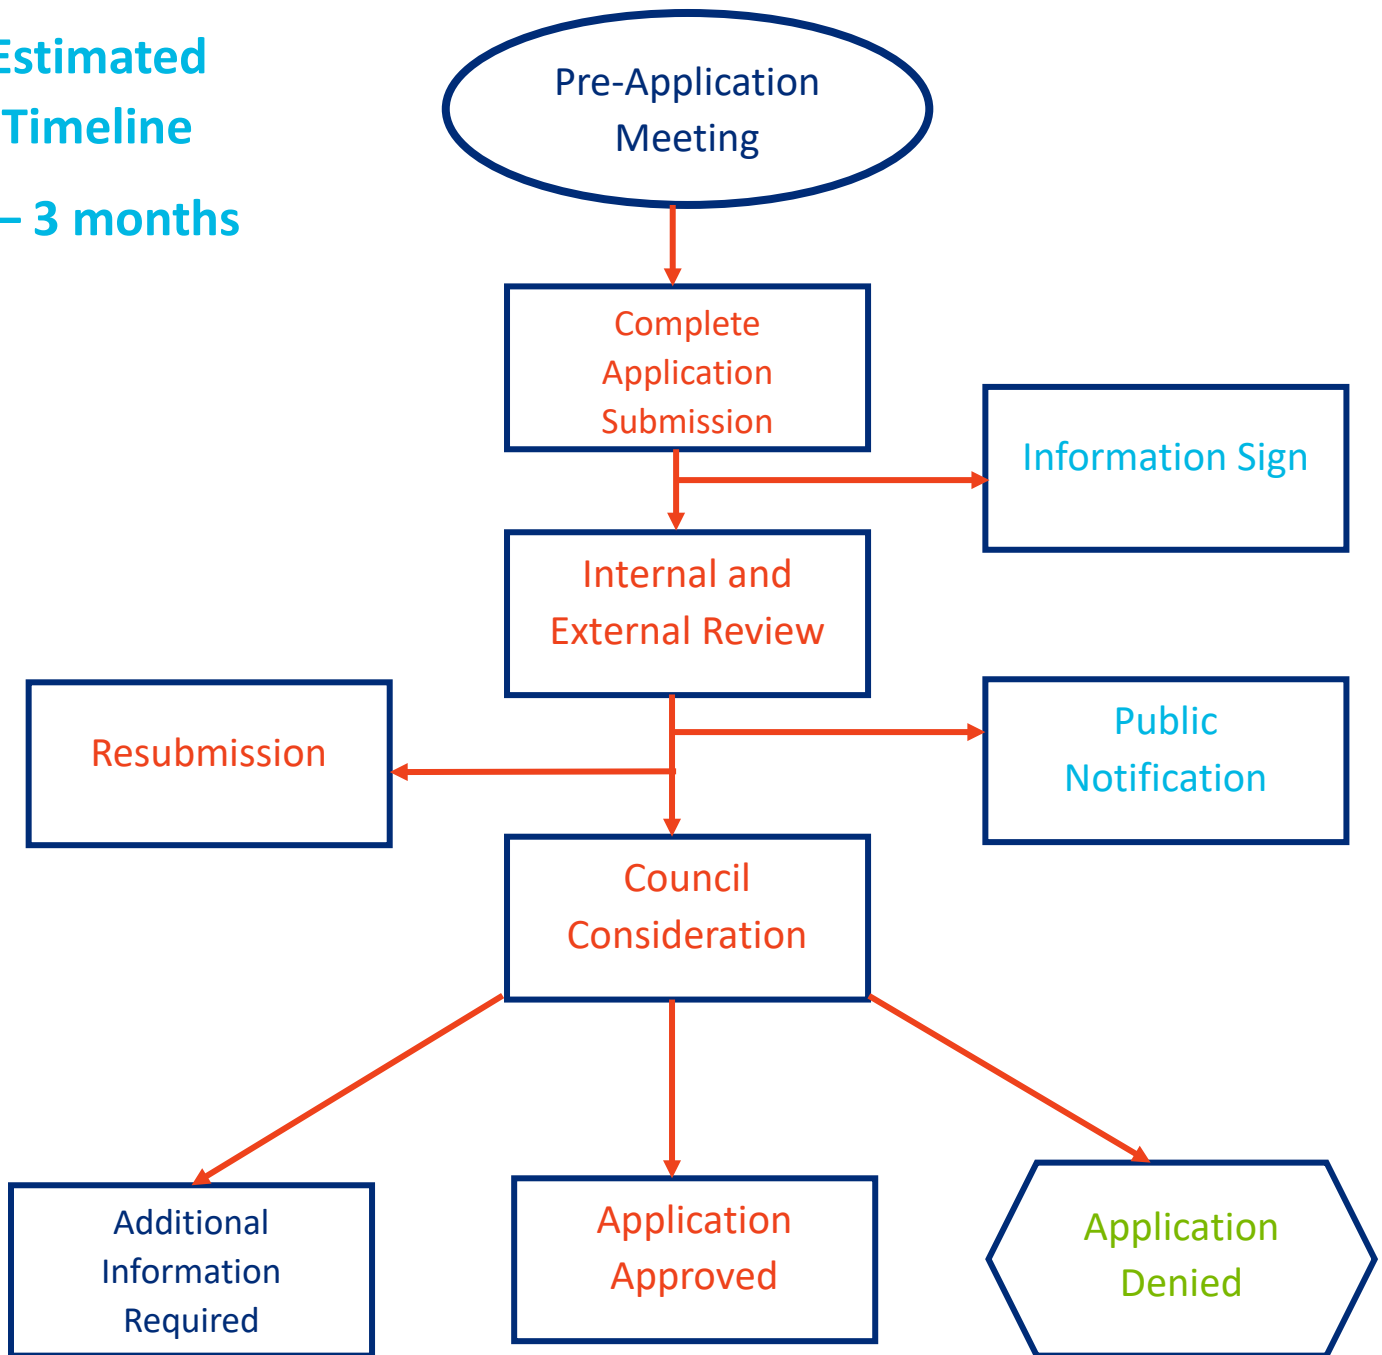 Estimated
Timeline
– 3 months
Pre-Application
Meeting
Complete
Application
Submission
Information Sign
Internal and
External Review
Resubmission
Public
Notification
Council
Consideration
Additional
Information
Required
Application
Approved
Application
Denied